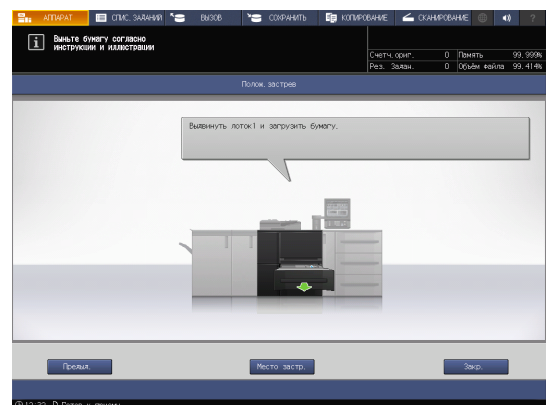 АППАРАТ СПИС. ЗАДАНИЙ ВЫЗОВ СОХРАНИТЬ КОПИРОВАНИЕ СКАНИРОВАНИЕ ?
Выньте бумагу согласно
инструкции и иллюстрации
Счетч. ориг. 0 Память 99.999%
Рез. Задан. 0 Объём файла 99.414%
Полож. застрев
Выдвинуть лоток1 и загрузить бумагу.
Предыд. Место застр. Закр.